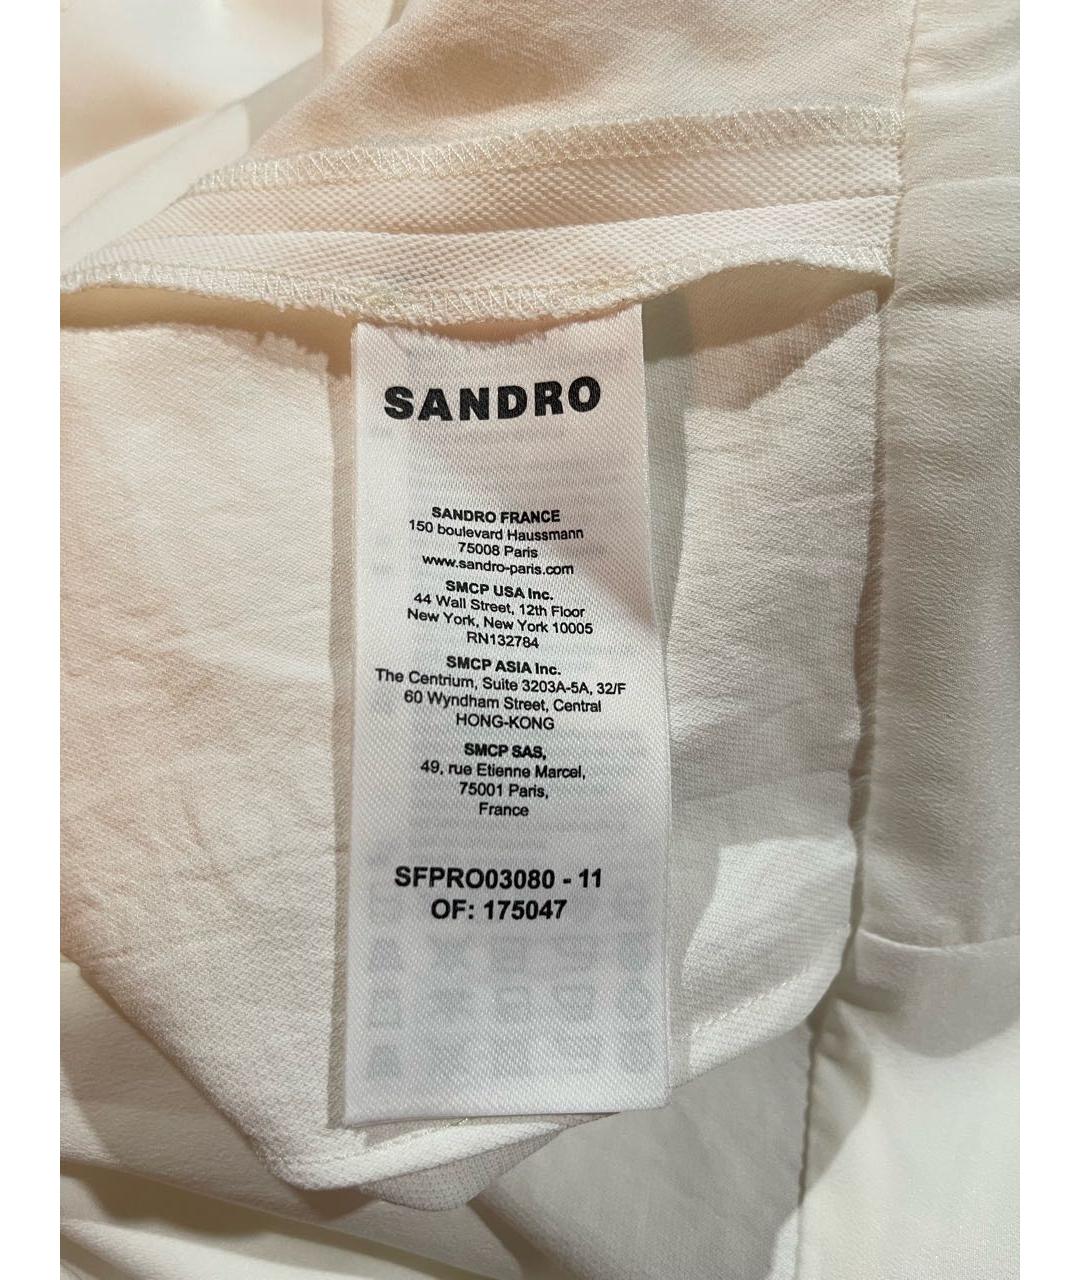 SANDRO
SANDRO FRANCE
150 boulevard Haussmann
75008 Paris
www.sandro-paris.com
SMCP USA Inc.
44 Wall Street, 12th Floor
New York, New York 10005
RN132784
SMCP ASIA Inc.
The Centrium, Suite 3203A-5A, 32/F
60 Wyndham Street, Central
HONG-KONG
SMCP SAS,
49, rue Etienne Marcel,
75001 Paris,
France
SFPRO03080 - 11
OF: 175047